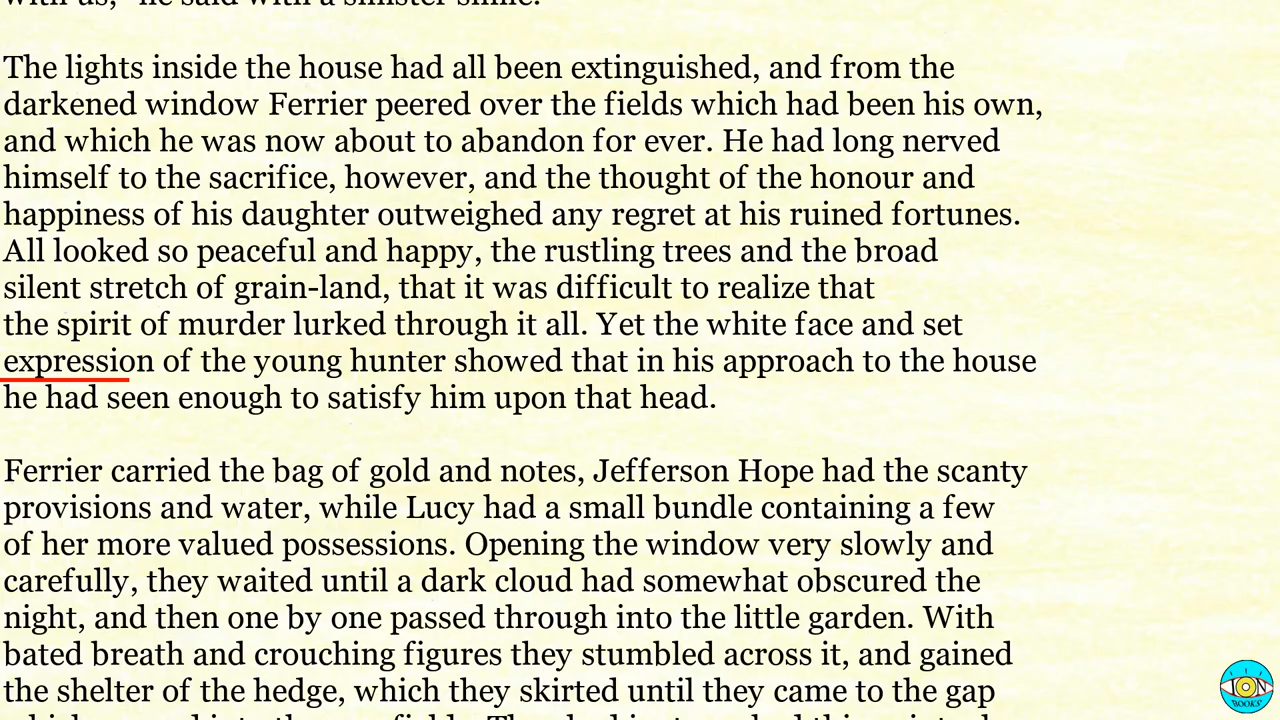 with us," he said with a sinister smile.
The lights inside the house had all been extinguished, and from the
darkened window Ferrier peered over the fields which had been his own,
and which he was now about to abandon for ever. He had long nerved
himself to the sacrifice, however, and the thought of the honour and
happiness of his daughter outweighed any regret at his ruined fortunes.
All looked so peaceful and happy, the rustling trees and the broad
silent stretch of grain-land, that it was difficult to realize that
the spirit of murder lurked through it all. Yet the white face and set
expression of the young hunter showed that in his approach to the house
he had seen enough to satisfy him upon that head.
Ferrier carried the bag of gold and notes, Jefferson Hope had the scanty
provisions and water, while Lucy had a small bundle containing a few
of her more valued possessions. Opening the window very slowly and
carefully, they waited until a dark cloud had somewhat obscured the
night, and then one by one passed through into the little garden. With
bated breath and crouching figures they stumbled across it, and gained
the shelter of the hedge, which they skirted until they came to the gap
ION
BOOKS